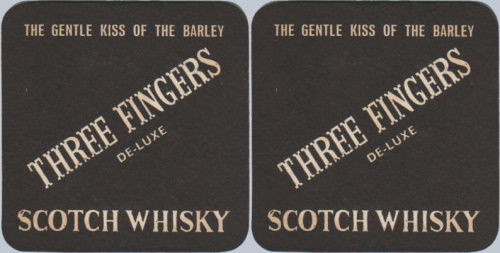 THE GENTLE KISS OF THE BARLEY
THREE FINGERS
DE-LUXE
SCOTCH WHISKY
THE GENTLE KISS OF THE BARLEY
THREE FINGERS
DE-LUXE
SCOTCH WHISKY